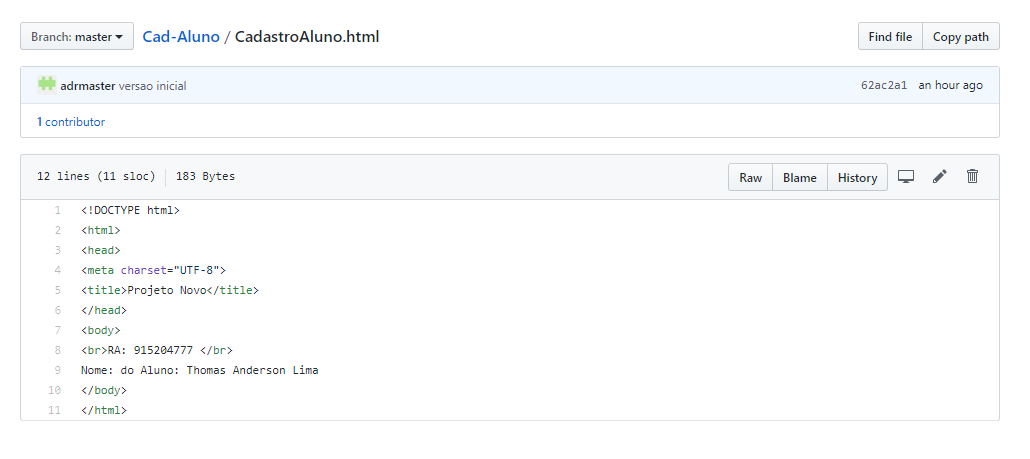 Branch: master Cad-Aluno / CadastroAluno.html Find file Copy path
adrmaster versao inicial 62ac2a1 an hour ago
1 contributor
12 lines (11 sloc) 183 Bytes Raw Blame History
1 <!DOCTYPE html>
2 <html>
3 <head>
4 <meta charset="UTF-8">
5 <title>Projeto Novo</title>
6 </head>
7 <body>
8 <br>RA: 915204777 </br>
9 Nome: do Aluno: Thomas Anderson Lima
10 </body>
11 </html>